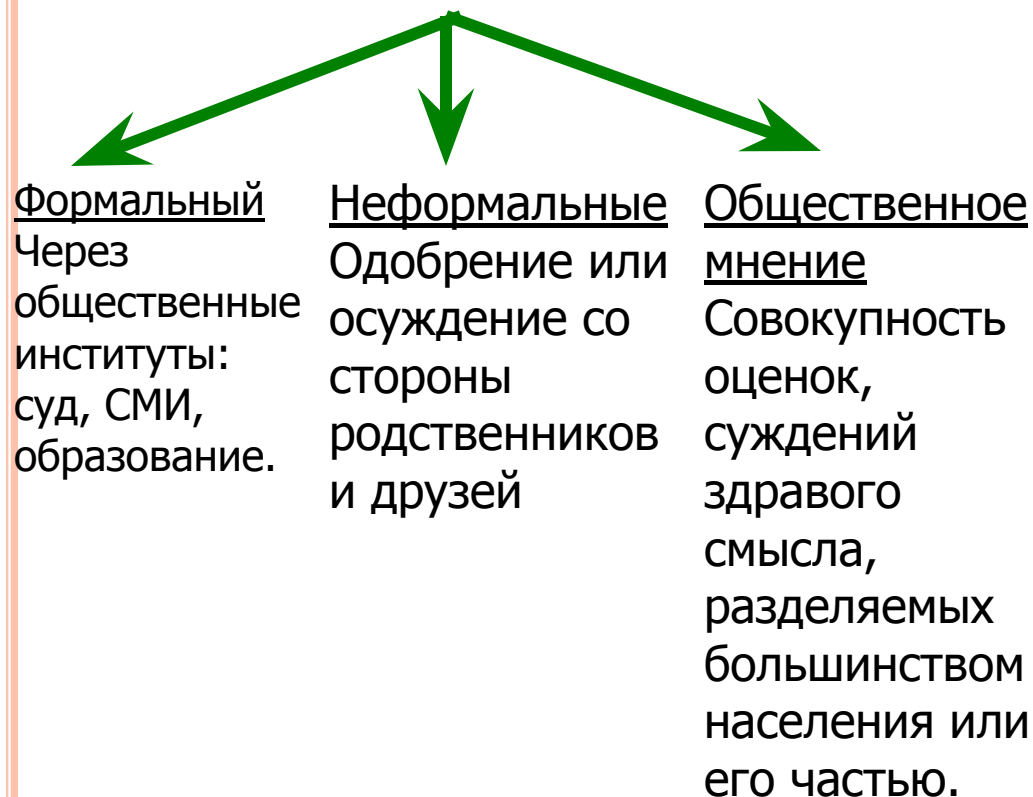 Формальный
Через
общественные
институты:
суд, СМИ,
образование.
Неформальные
Одобрение или
осуждение со
стороны
родственников
и друзей
Общественное
мнение
Совокупность
оценок,
суждений
здравого
смысла,
разделяемых
большинством
населения или
его частью.